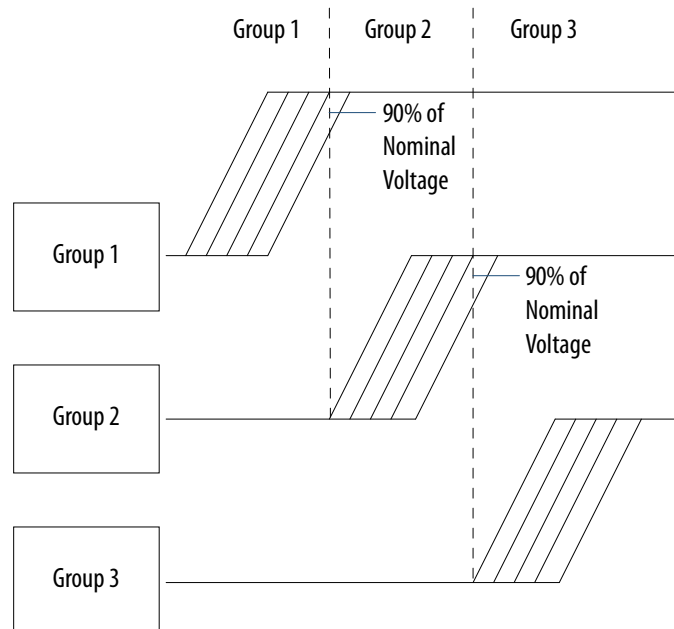 Group 1 Group 2 Group 3
90% of
Nominal
Voltage
Group 1
90% of
Nominal
Voltage
Group 2
Group 3